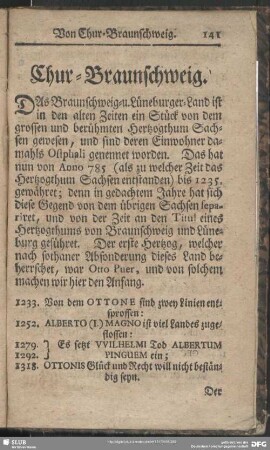 Von Chur-Braunschweig. 141
Chur-Braunschweig.
DAs Braunschweig-u. Lüneburger-Land ist
in den alten Zeiten ein Stück von dem
grossen und berühmten Hertzogthum Sach-
sen gewesen, und sind deren Einwohner da-
mahls Ostphali genennet worden. Das hat
nun von Anno 785 (als zu welcher Zeit das
Hertzogthum Sachsen entstanden) bis 1235.
gewähret; denn in gedachtem Jahr hat sich
diese Gegend von dem übrigen Sachsen sepa-
riret, und von der Zeit an den Titul eines
Hertzogthums von Braunschweig und Lüne-
burg geführet. Der erste Hertzog, welcher
nach sothaner Absonderung dieses Land be-
herrschet, war Otto Puer, und von solchem
machen wir hier den Anfang.
1233. Von dem OTTONE sind zwey Linien ent-
sprossen:
1252. ALBERTO (I.) MAGNO ist viel Landes zuge-
flossen:
1279. } Es setzt VVILHELMI Tod ALBERTUM
1292. } PINGUEM ein;
1318. OTTONIS Glück und Recht will nicht bestän-
dig seyn.
Der
SLUB
DFG